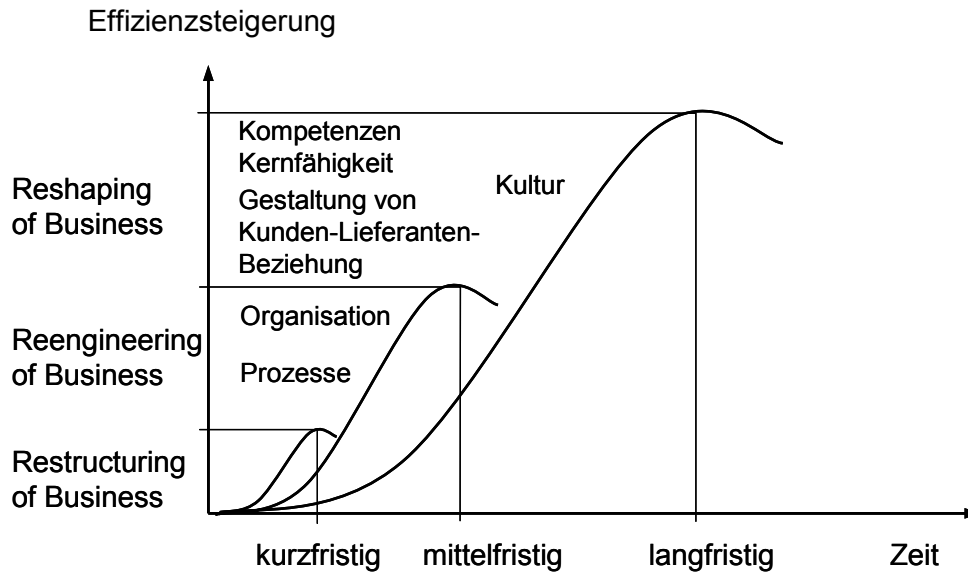 Effizienzsteigerung
Kompetenzen
Kernfähigkeit
Reshaping
of Business
Kultur
Gestaltung von
Kunden-Lieferanten-
Beziehung
Organisation
Reengineering
of Business
Prozesse
Restructuring
of Business
kurzfristig
mittelfristig
langfristig
Zeit